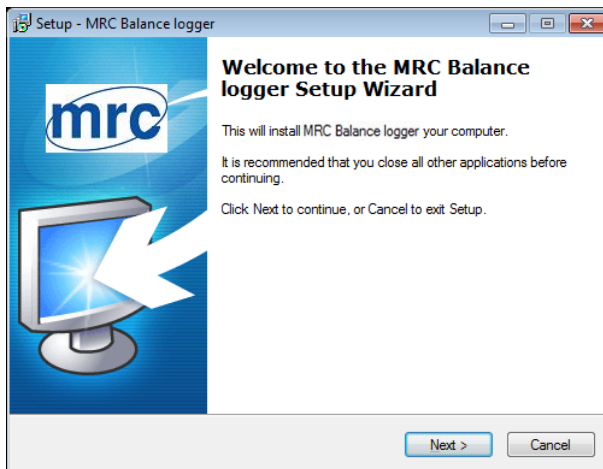 Setup - MRC Balance logger
mrc
Welcome to the MRC Balance
logger Setup Wizard
This will install MRC Balance logger your computer.
It is recommended that you close all other applications before
continuing.
Click Next to continue, or Cancel to exit Setup.
Next >
Cancel